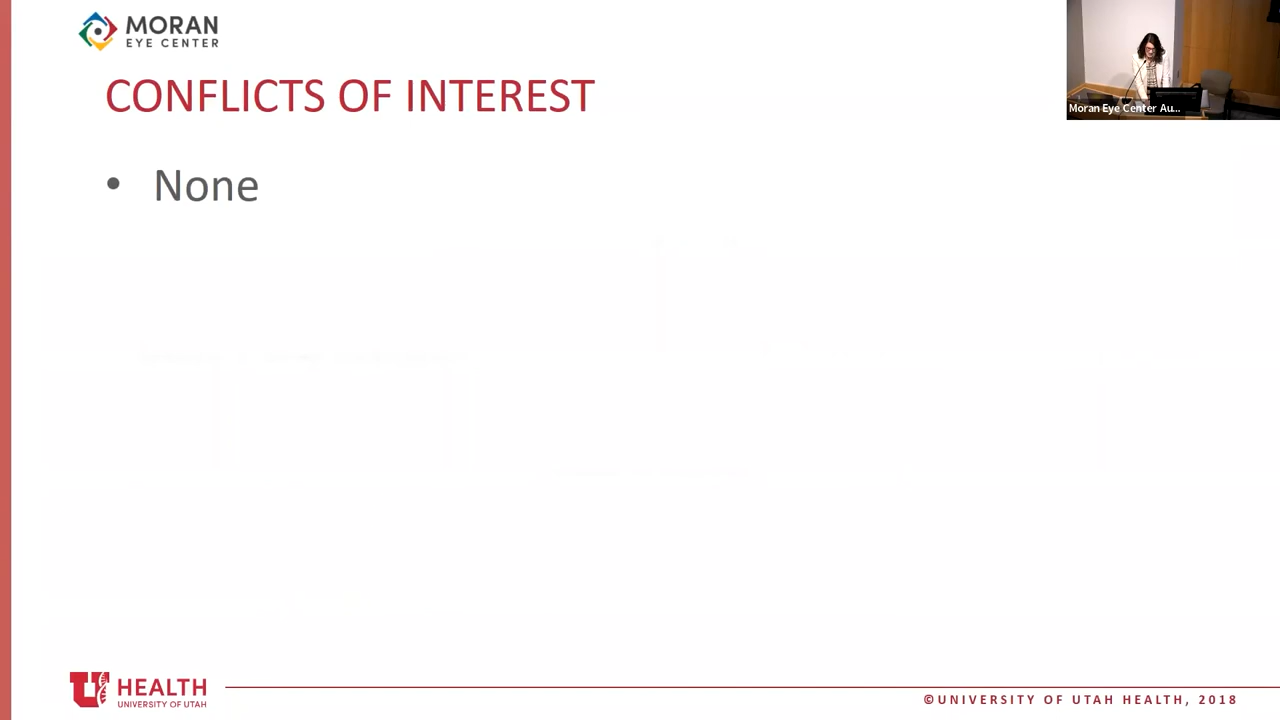 MORAN
EYE CENTER
Moran Eye Center Au...
CONFLICTS OF INTEREST
• None
U HEALTH
UNIVERSITY OF UTAH
©UNIVERSITY OF UTAH HEALTH, 2018